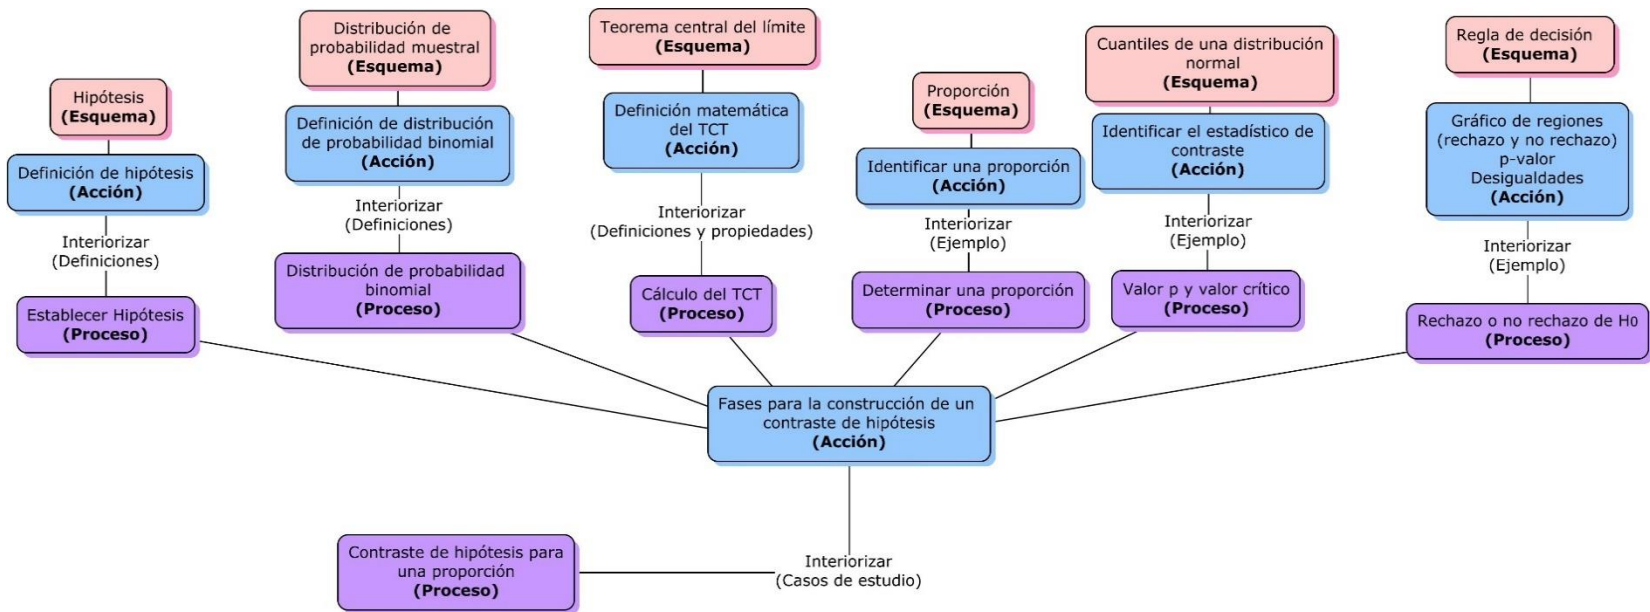 Hipótesis
(Esquema)
Definición de hipótesis
(Acción)
Interiorizar
(Definiciones)
Establecer Hipótesis
(Proceso)
Distribución de
probabilidad muestral
(Esquema)
Definición de distribución
de probabilidad binomial
(Acción)
Interiorizar
(Definiciones)
Distribución de probabilidad
binomial
(Proceso)
Teorema central del límite
(Esquema)
Definición matemática
del TCT
(Acción)
Interiorizar
(Definiciones y propiedades)
Cálculo del TCT
(Proceso)
Proporción
(Esquema)
Identificar una proporción
(Acción)
Interiorizar
(Ejemplo)
Determinar una proporción
(Proceso)
Cuantiles de una distribución
normal
(Esquema)
Identificar el estadístico de
contraste
(Acción)
Interiorizar
(Ejemplo)
Valor p y valor crítico
(Proceso)
Regla de decisión
(Esquema)
Gráfico de regiones
(rechazo y no rechazo)
p-valor
Desigualdades
(Acción)
Interiorizar
(Ejemplo)
Rechazo o no rechazo de H0
(Proceso)
Fases para la construcción de un
contraste de hipótesis
(Acción)
Interiorizar
(Casos de estudio)
Contraste de hipótesis para
una proporción
(Proceso)